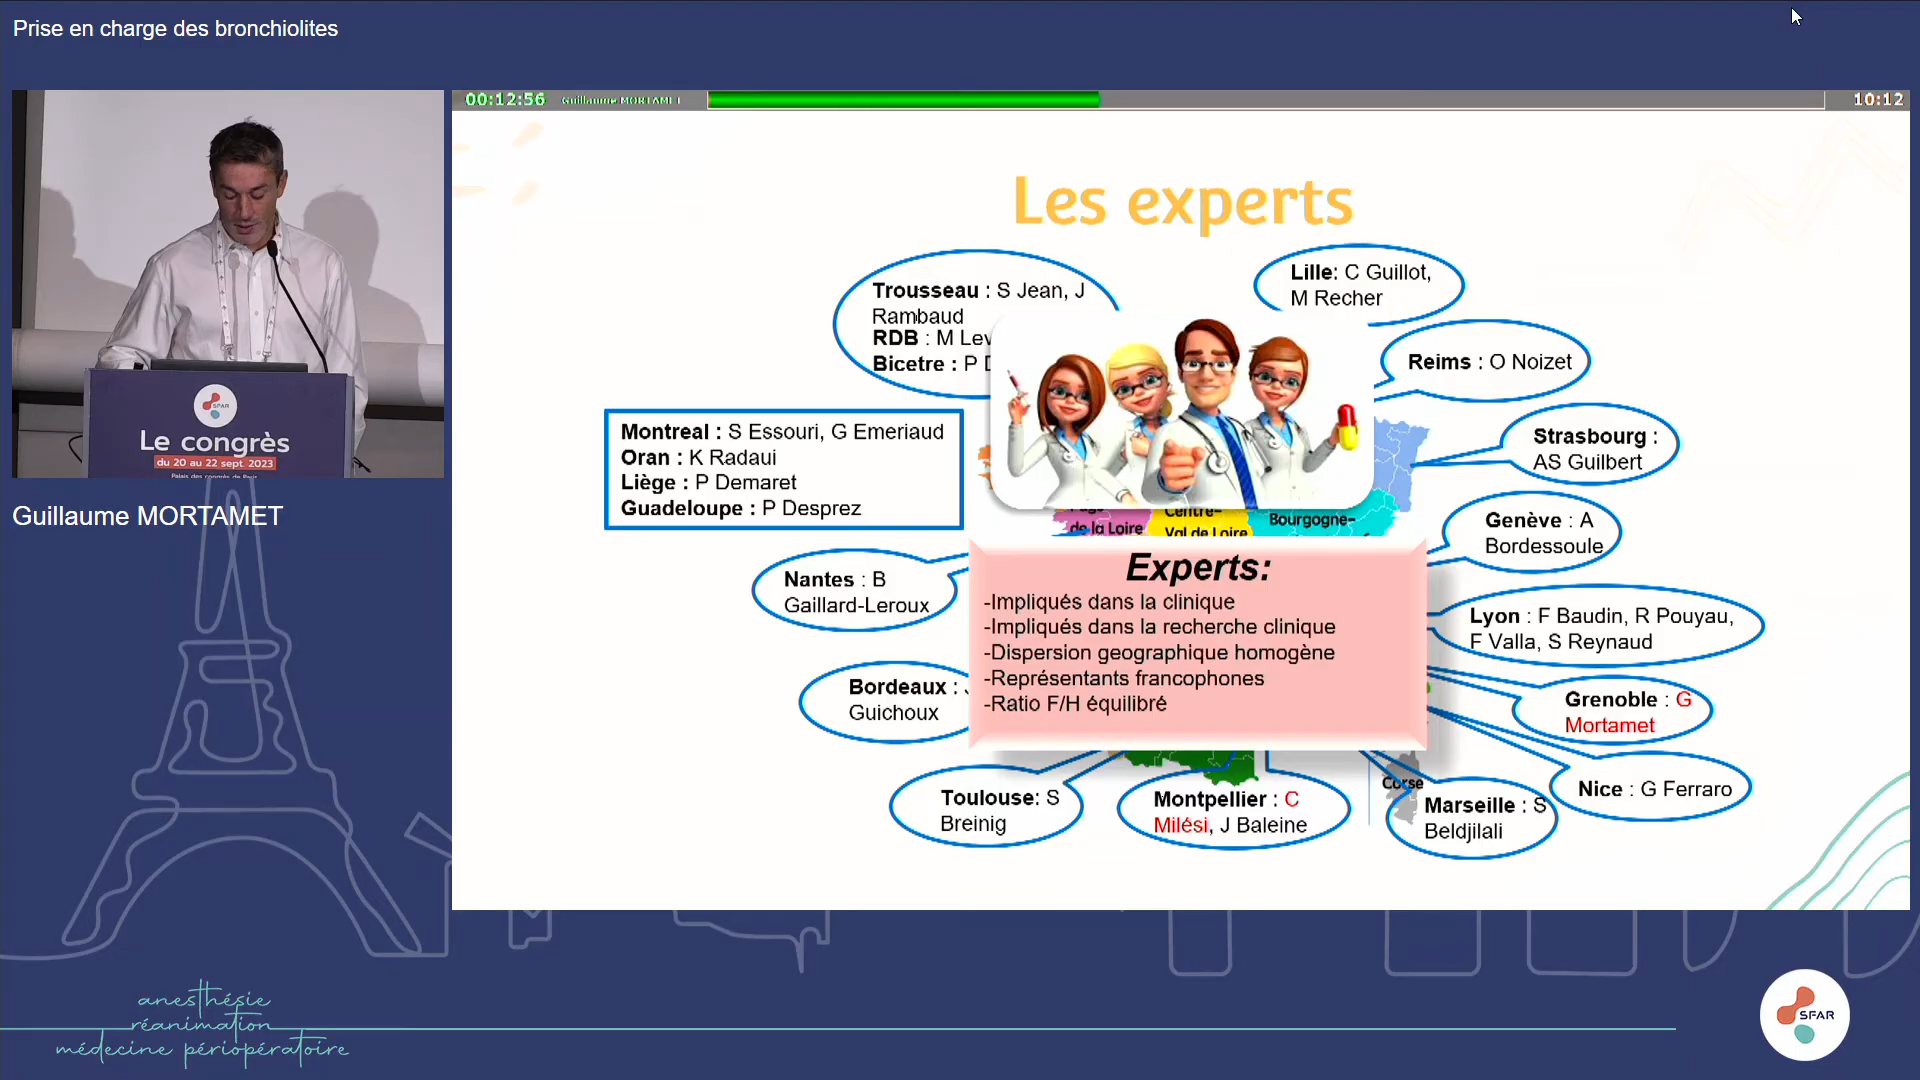 Prise en charge des bronchiolites
00:12:56 Guillaume MORTAMET
10:12
Les experts
Trousseau : S Jean, J
Rambaud
RDB : M Lev
Bicetre : P D
Lille: C Guillot,
M Recher
Reims : O Noizet
Montreal : S Essouri, G Emeriaud
Oran : K Radaui
Liège : P Demaret
Guadeloupe : P Desprez
Strasbourg :
AS Guilbert
de la Loire
Centre-
Val de Loire
Bourgogne-
Genève : A
Bordessoule
Nantes : B
Gaillard-Leroux
Experts:
-Impliqués dans la clinique
-Impliqués dans la recherche clinique
-Dispersion geographique homogène
-Représentants francophones
-Ratio F/H équilibré
Lyon : F Baudin, R Pouyau,
F Valla, S Reynaud
Bordeaux :
Guichoux
Grenoble : G
Mortamet
Toulouse: S
Breinig
Montpellier : C
Milési, J Baleine
Corse
Marseille : S
Beldjilali
Nice : G Ferraro
SFAR
Le congrès
du 20 au 22 sept. 2023
Palais des congrès de Paris
Guillaume MORTAMET
anesthésie
réanimation
médecine périopératoire
SFAR